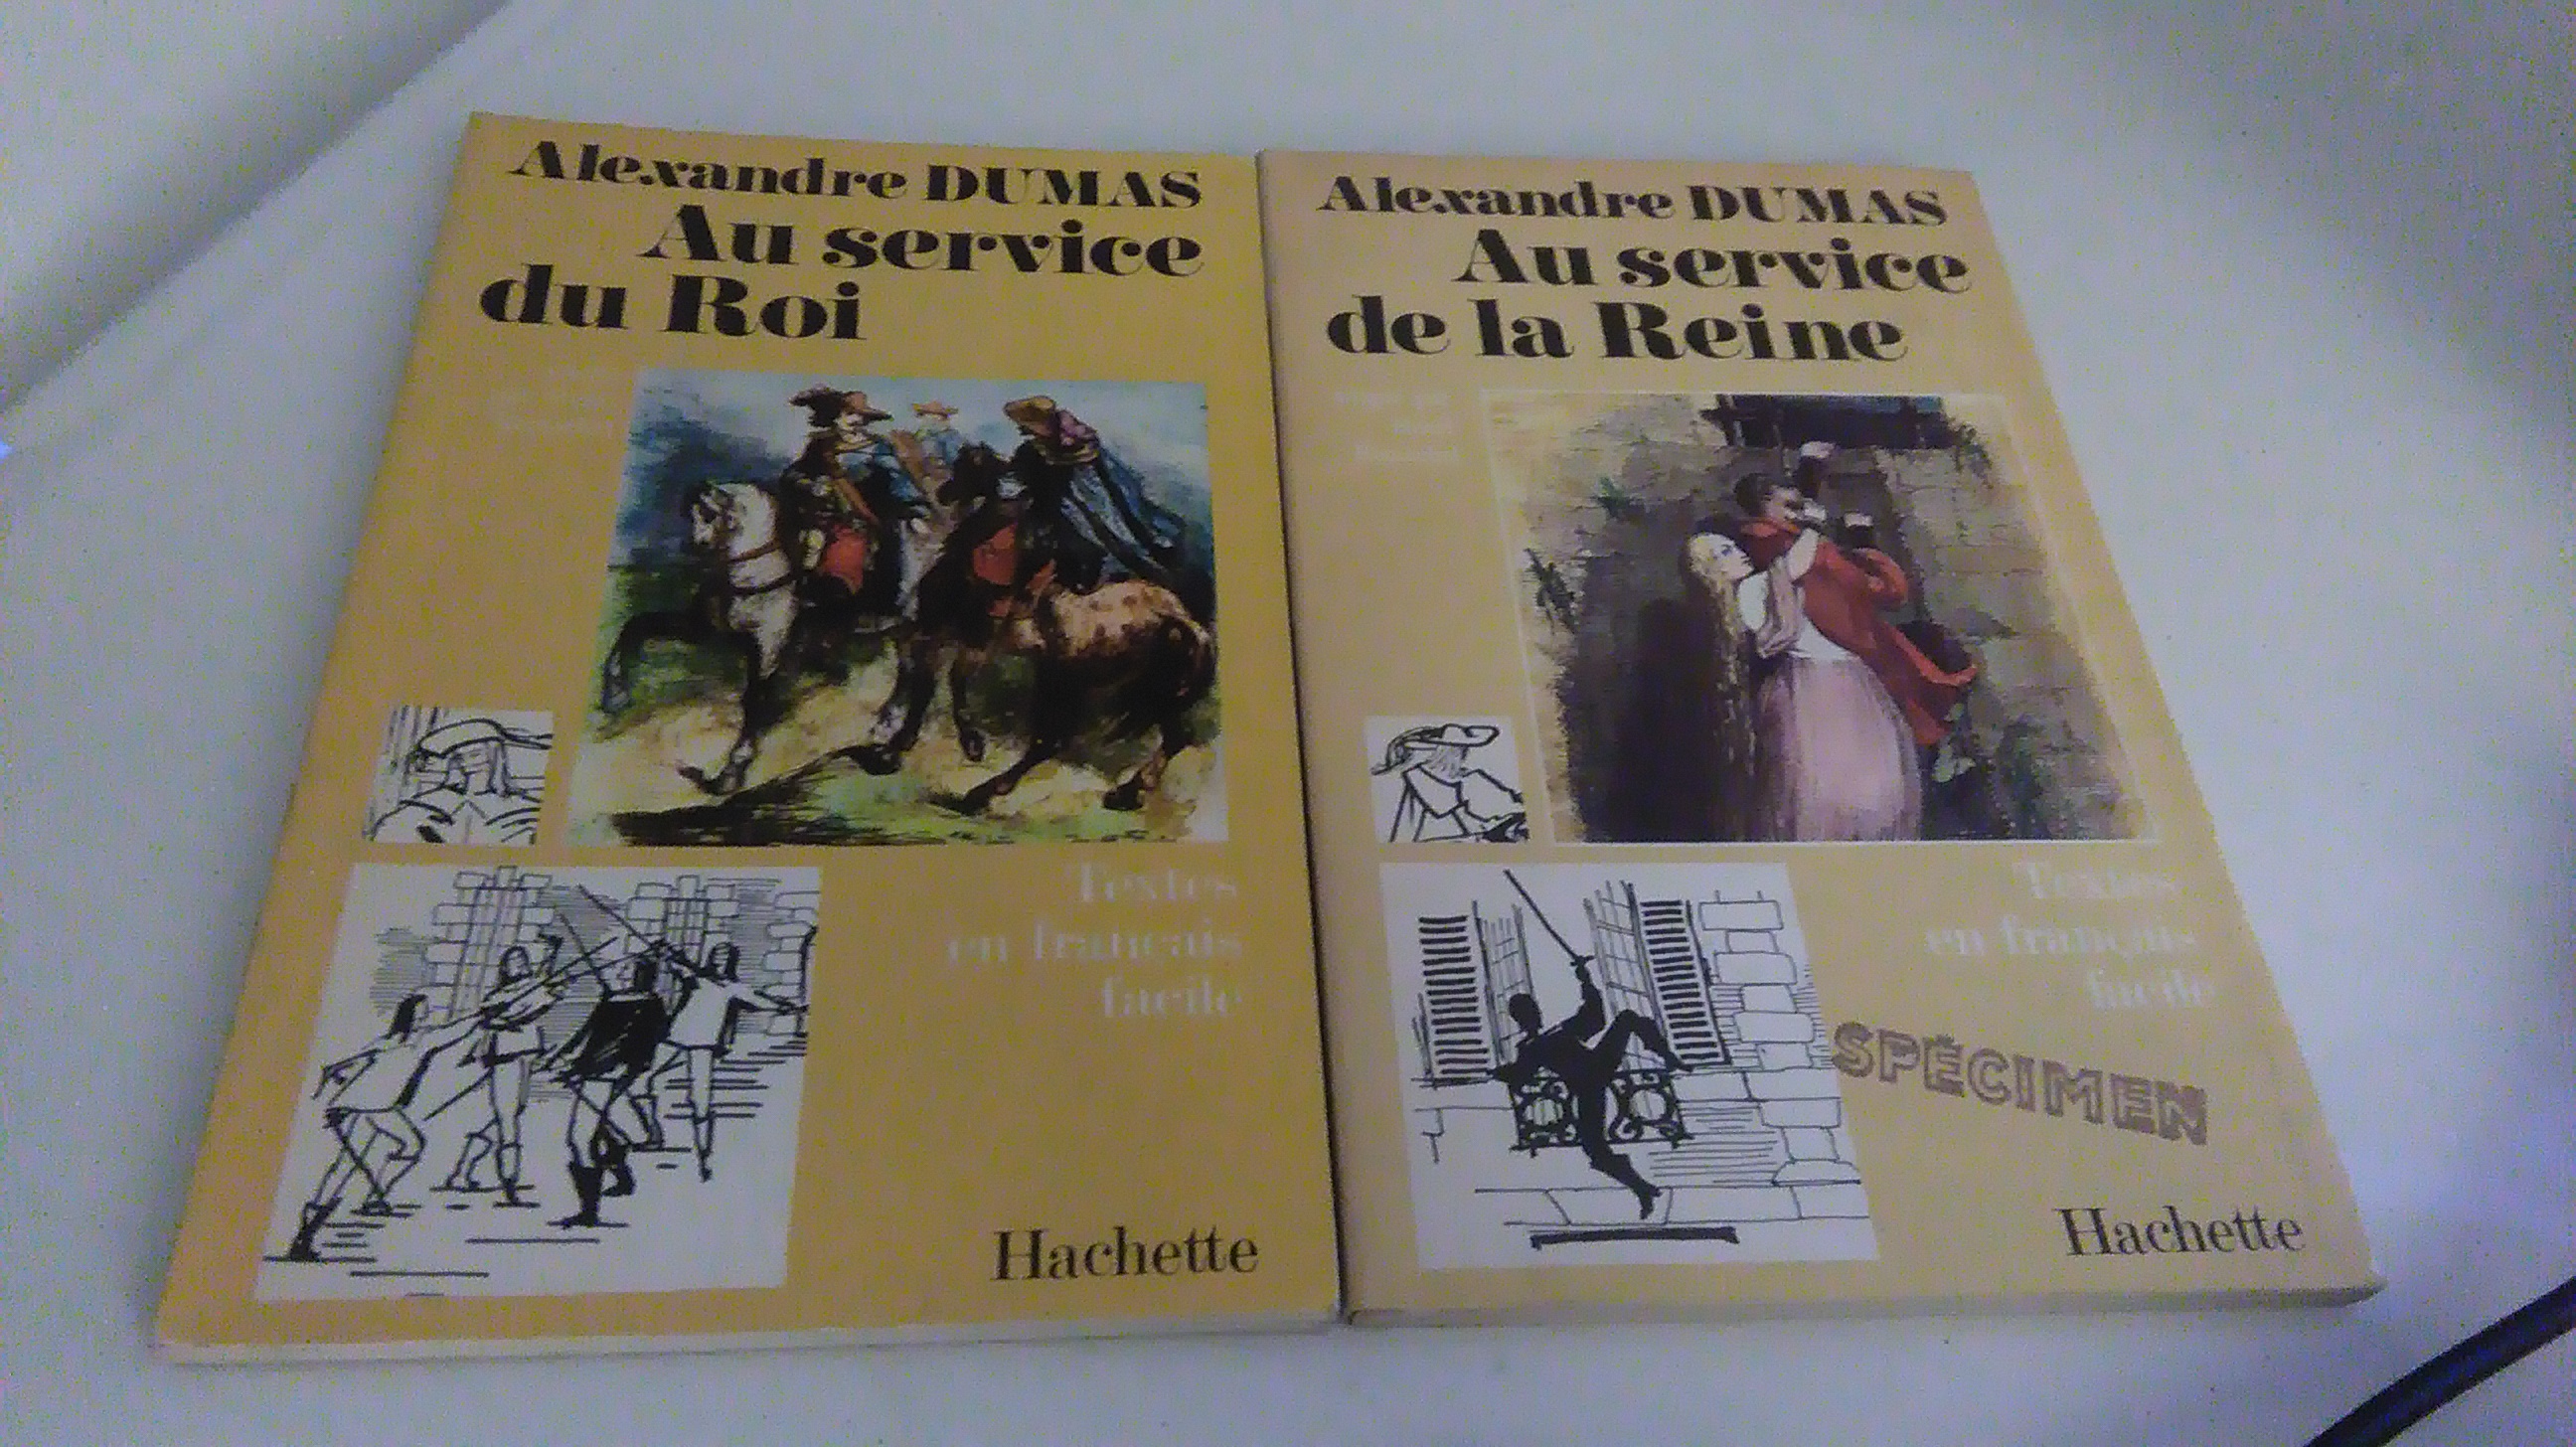 Alexandre DUMAS
Au service
du Roi
Textes
en français
facile
Hachette
Alexandre DUMAS
Au service
de la Reine
Textes
en français
facile
SPÉCIMEN
Hachette